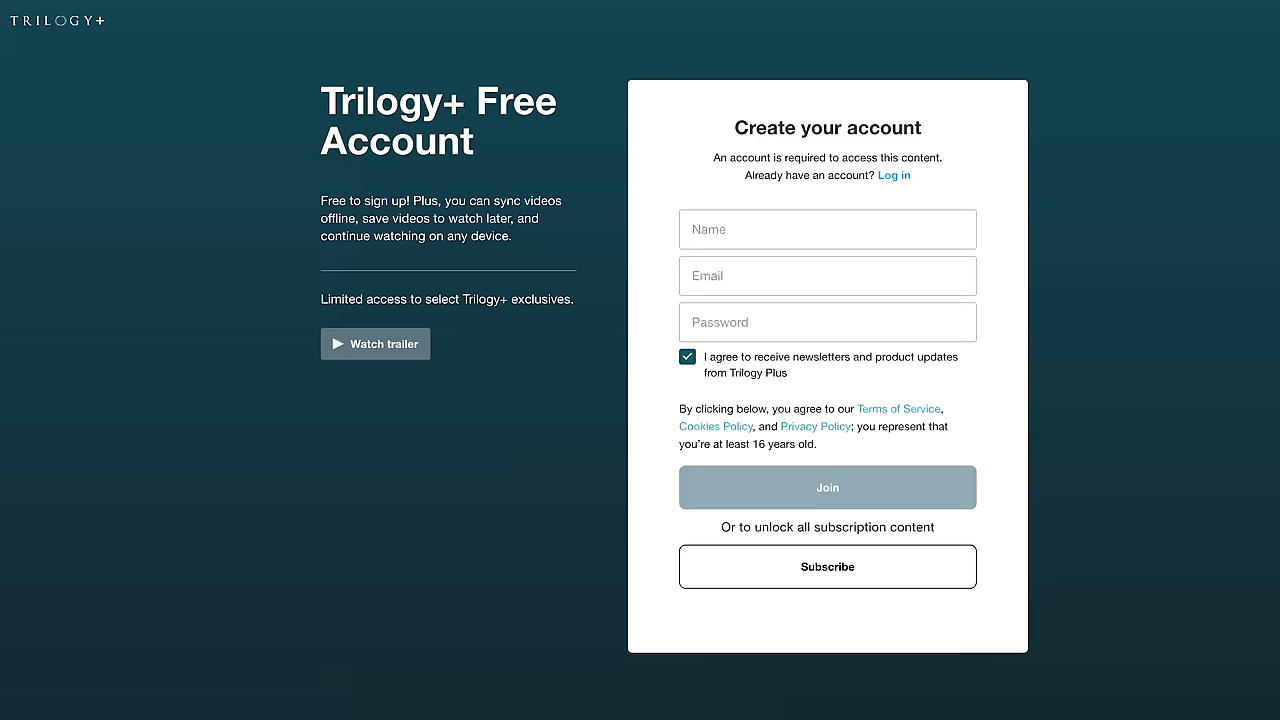 TRILOGY+
Trilogy+ Free
Account
Free to sign up! Plus, you can sync videos
offline, save videos to watch later, and
continue watching on any device.
Limited access to select Trilogy+ exclusives.
Watch trailer
Create your account
An account is required to access this content.
Already have an account? Log in
Name
Email
Password
I agree to receive newsletters and product updates
from Trilogy Plus
By clicking below, you agree to our Terms of Service,
Cookies Policy, and Privacy Policy; you represent that
you're at least 16 years old.
Join
Or to unlock all subscription content
Subscribe